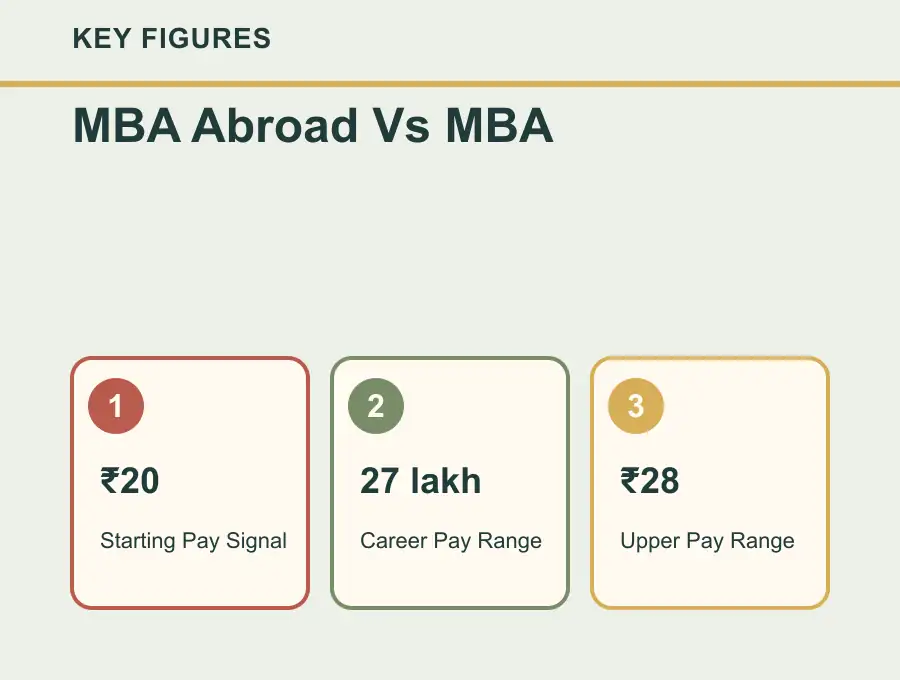 KEY FIGURES
MBA Abroad Vs MBA
1
₹20
Starting Pay Signal
2
27 lakh
Career Pay Range
3
₹28
Upper Pay Range